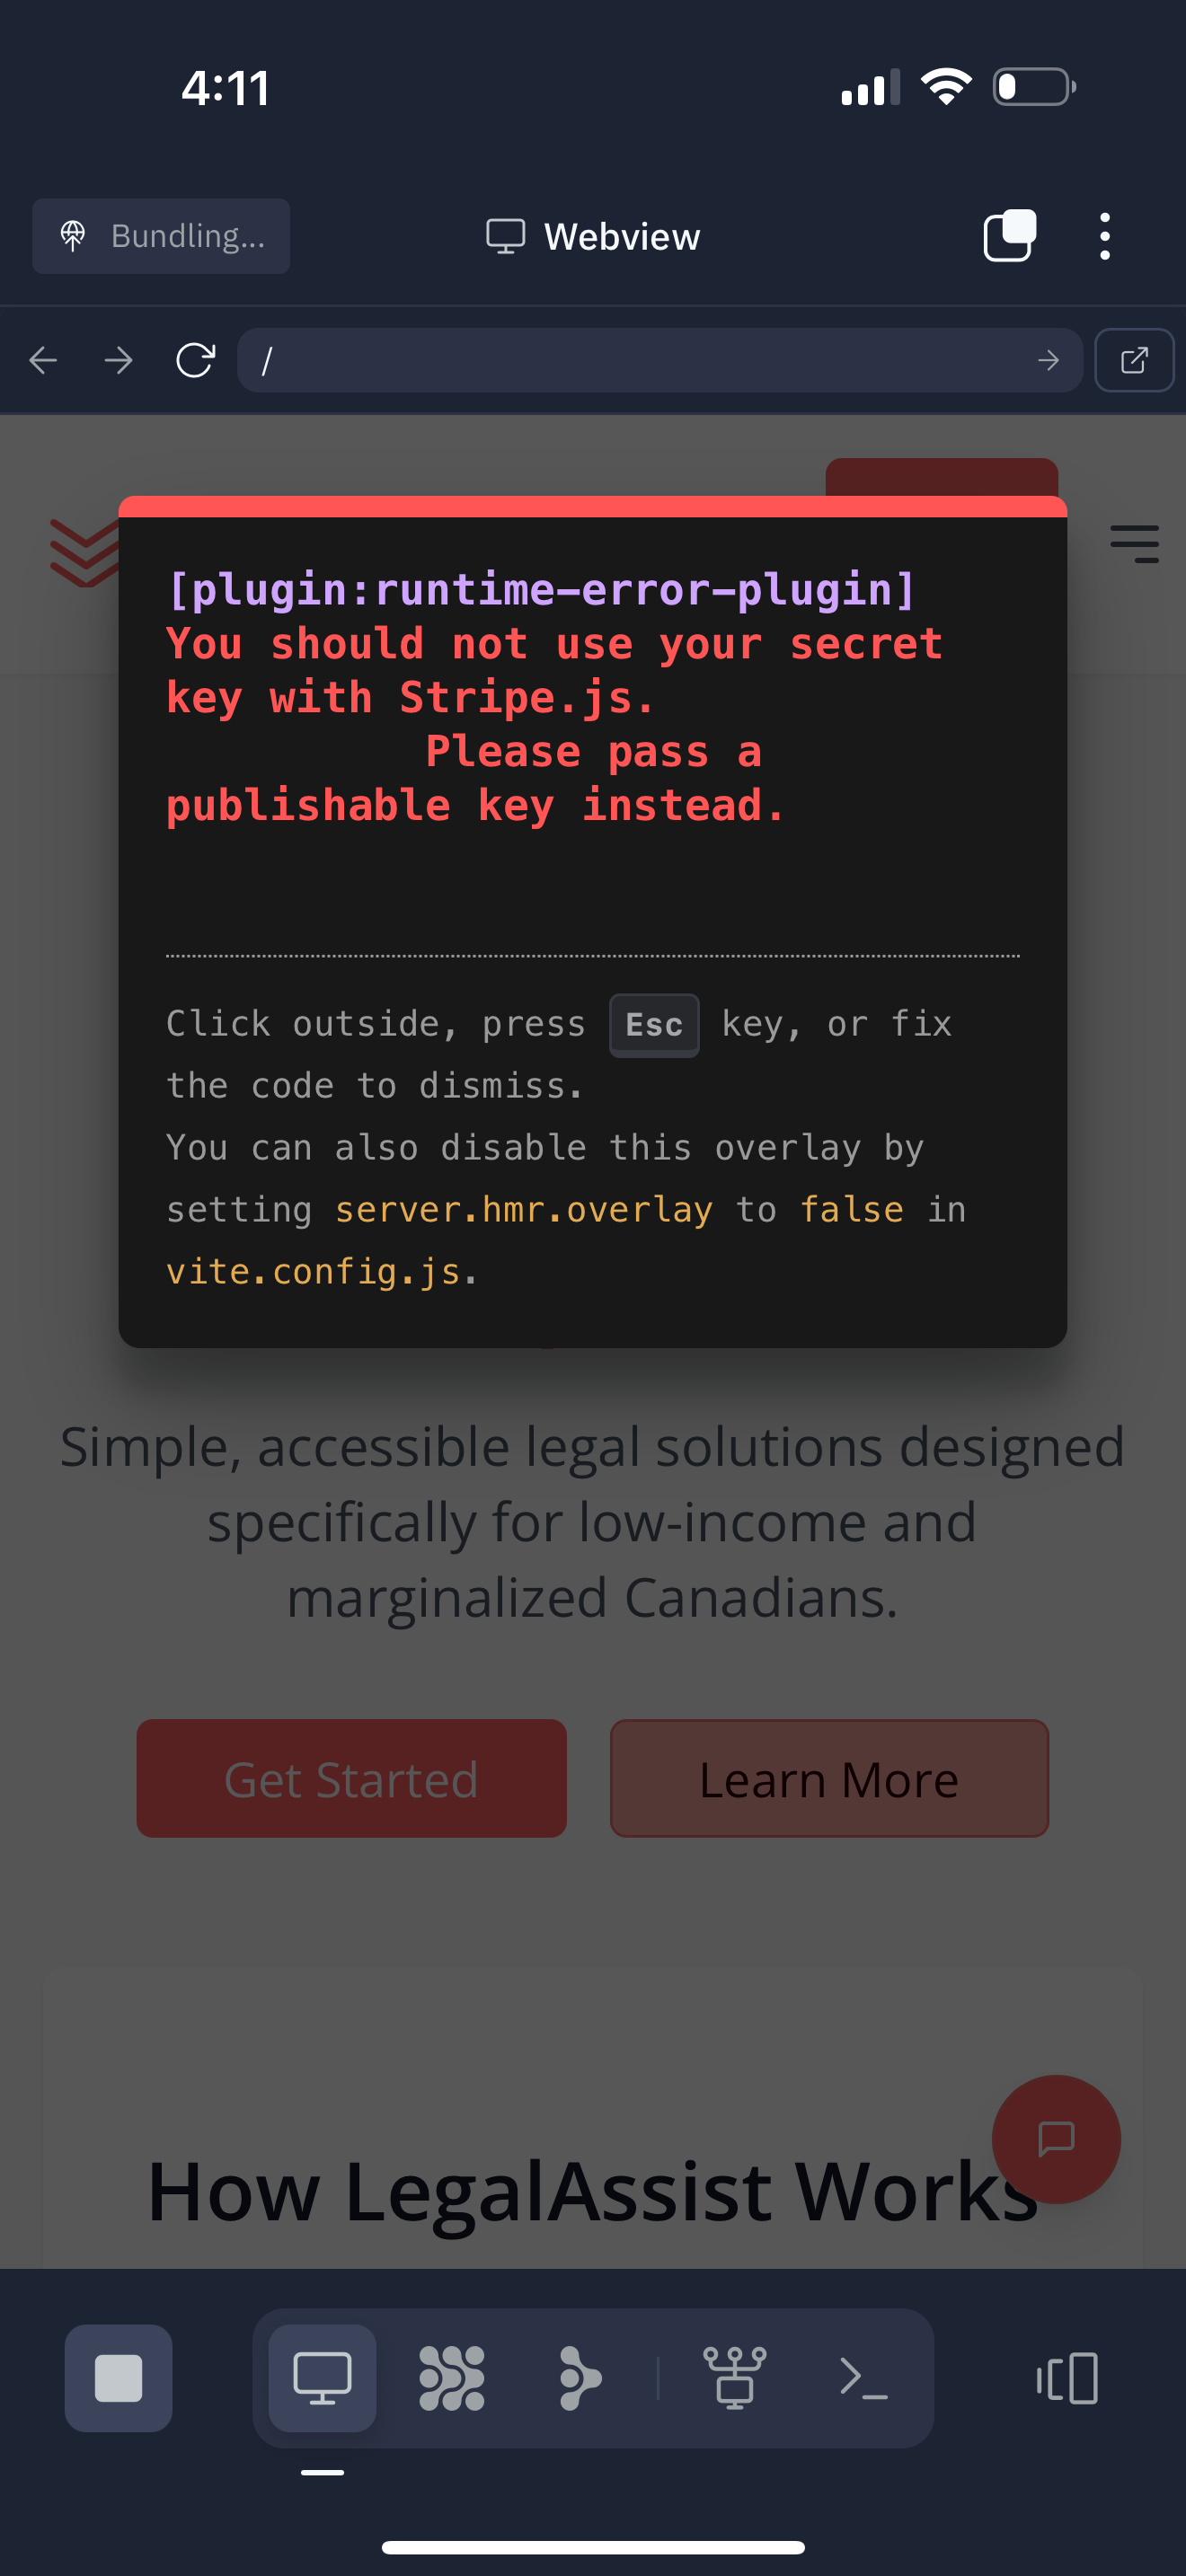 4:11
Bundling...
Webview
/
[plugin:runtime-error-plugin]
You should not use your secret
key with Stripe.js.
Please pass a
publishable key instead.
Click outside, press Esc key, or fix
the code to dismiss.
You can also disable this overlay by
setting server.hmr.overlay to false in
vite.config.js.
Simple, accessible legal solutions designed
specifically for low-income and
marginalized Canadians.
Get Started
Learn More
How LegalAssist Works